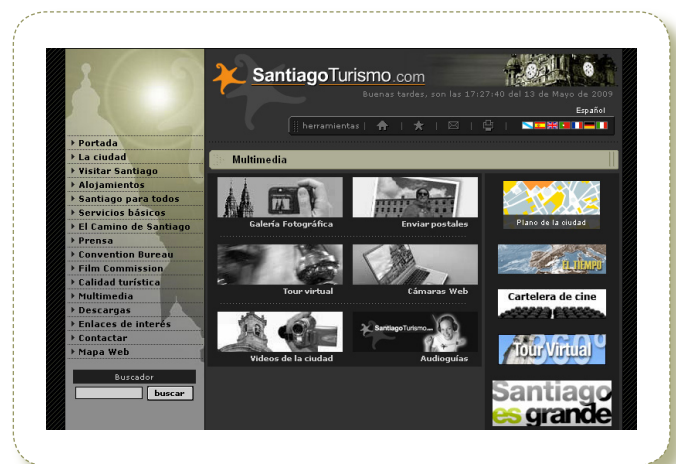 SantiagoTurismo.com
Buenas tardes, son las 17:27:40 del 13 de Mayo de 2009
Español
herramientas
Portada
La ciudad
Visitar Santiago
Alojamientos
Santiago para todos
Servicios básicos
El Camino de Santiago
Prensa
Convention Bureau
Film Commission
Calidad turística
Multimedia
Descargas
Enlaces de interés
Contactar
Mapa Web
Buscador
buscar
Multimedia
Galería Fotográfica
Enviar postales
Tour virtual
Cámaras Web
Videos de la ciudad
SantiagoTurismo.com
Audioguías
Plano de la ciudad
EL TIEMPO
Cartelera de cine
360º
Tour Virtual
Santiago
es grande